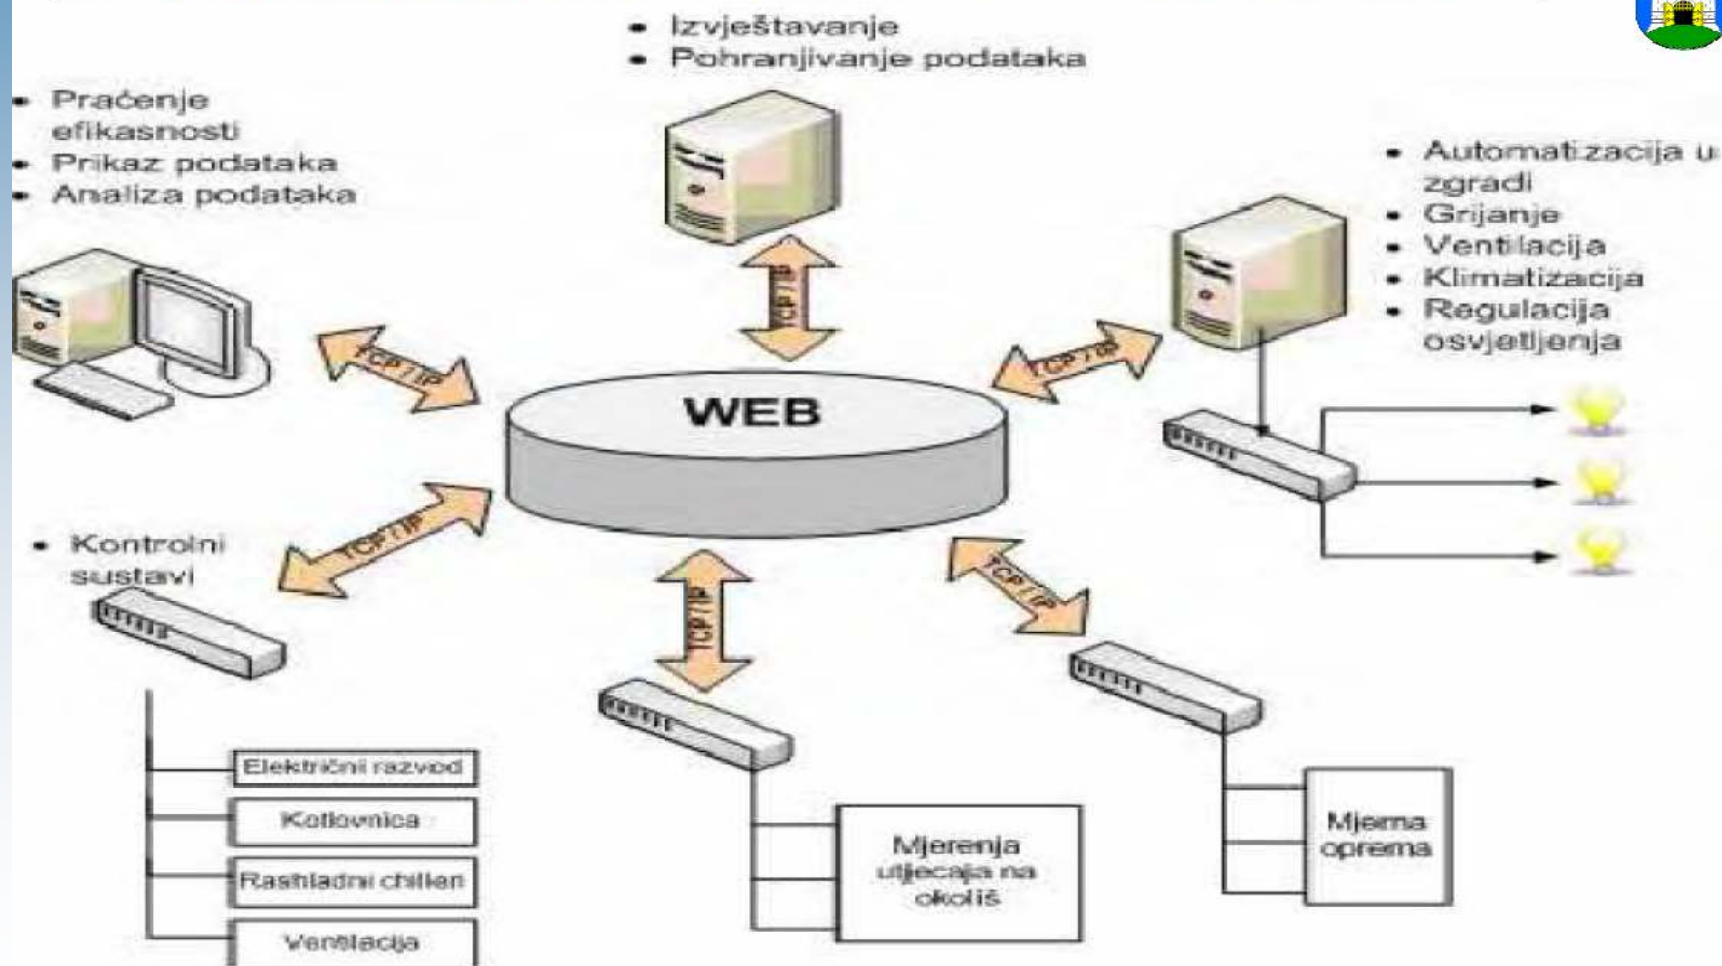 • Izvještavanje
• Pohranjivanje podataka
• Praćenje
efikasnosti
• Prikaz podataka
• Analiza podataka
• Automatizacija u
zgradi
• Grijanje
• Ventilacija
• Klimatizacija
• Regulacija
osvjetljenja
TCP / IP
TCP / IP
TCP / IP
WEB
TCP / IP
TCP / IP
TCP / IP
• Kontrolni
sustavi
Električni razvod
Kotlovnica
Rashladni chilleri
Ventilacija
Mjerenja
utjecaja na
okoliš
Mjerna
oprema